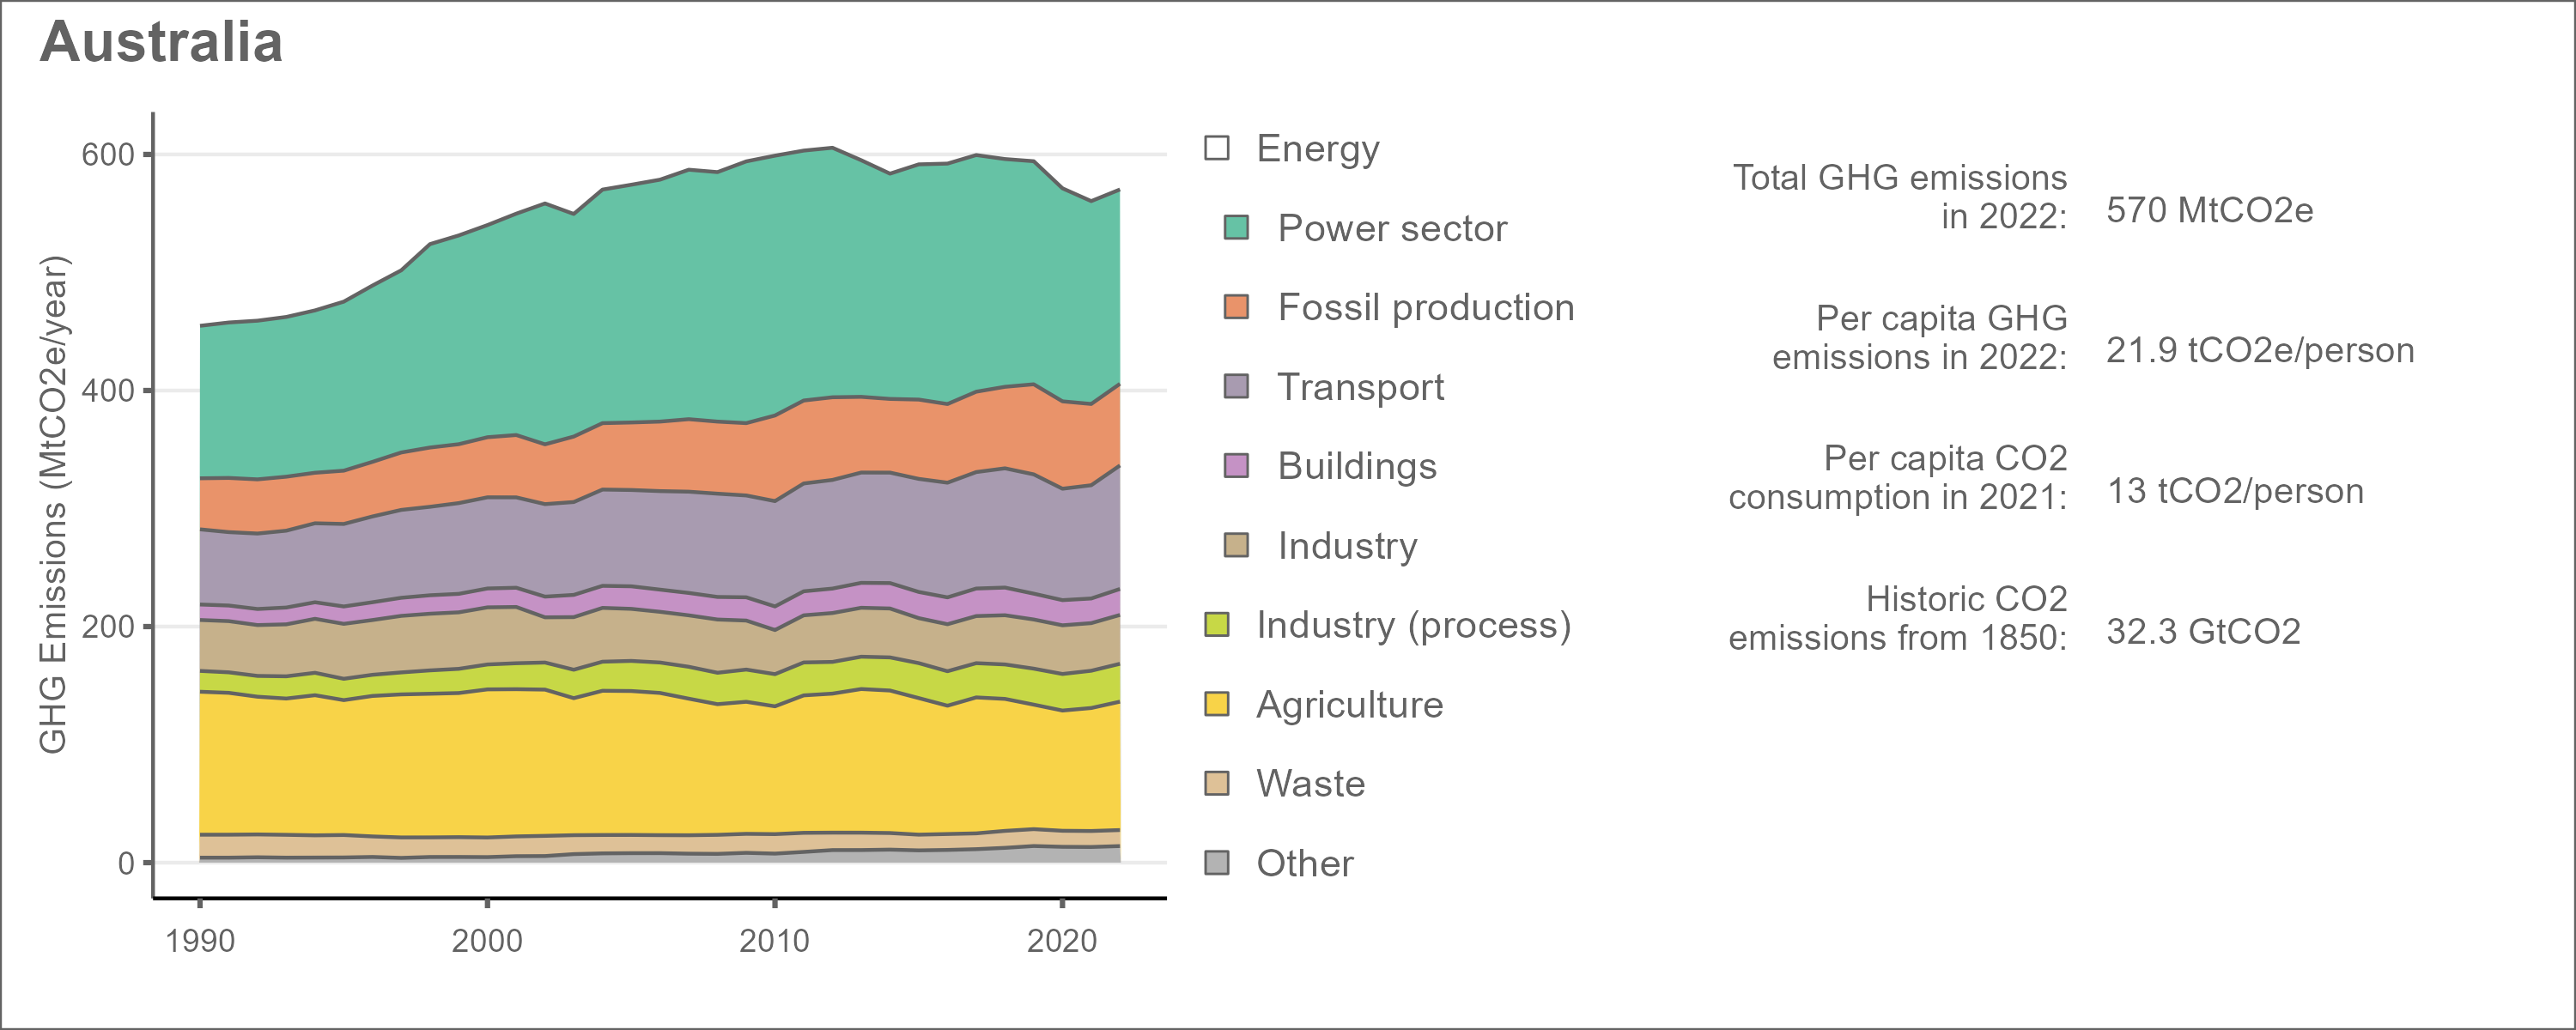 Australia
GHG Emissions (MtCO2e/year)
600
400
200
0
1990
2000
2010
2020
Energy
Power sector
Fossil production
Transport
Buildings
Industry
Industry (process)
Agriculture
Waste
Other
Total GHG emissions
in 2022:
570 MtCO2e
Per capita GHG
emissions in 2022:
21.9 tCO2e/person
Per capita CO2
consumption in 2021:
13 tCO2/person
Historic CO2
emissions from 1850:
32.3 GtCO2